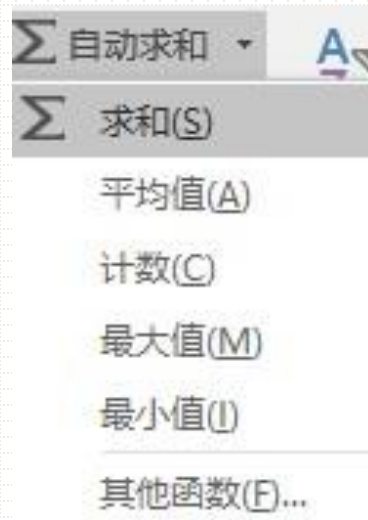 Σ 自动求和
Σ 求和(S)
平均值(A)
计数(C)
最大值(M)
最小值(I)
其他函数(F)...